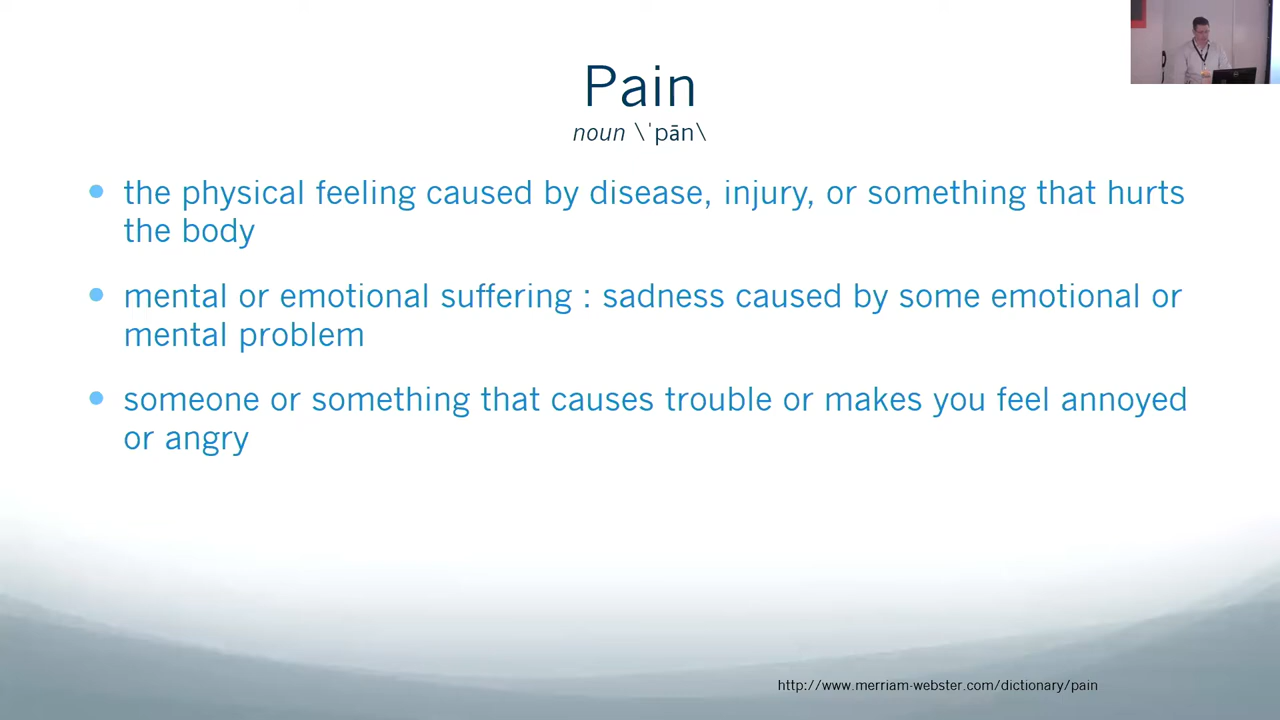 Pain
noun \ˈpān\
• the physical feeling caused by disease, injury, or something that hurts
the body
• mental or emotional suffering : sadness caused by some emotional or
mental problem
• someone or something that causes trouble or makes you feel annoyed
or angry
http://www.merriam-webster.com/dictionary/pain